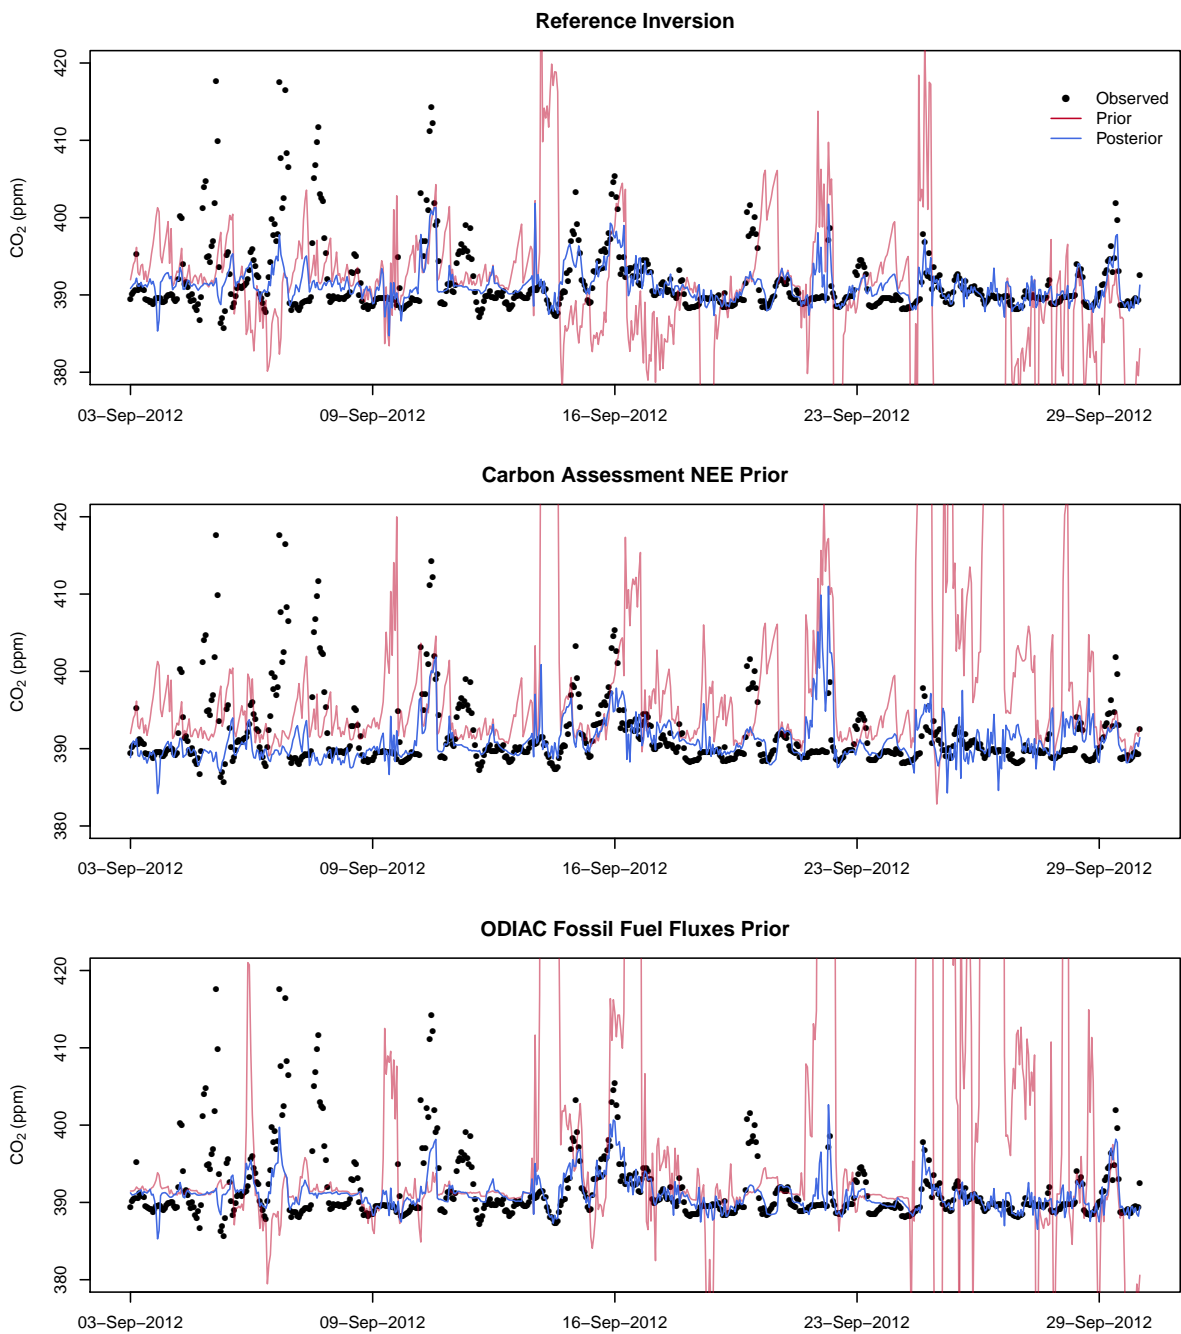 Reference Inversion
420
410
400
390
380
CO2 (ppm)
Observed
Prior
Posterior
03−Sep−2012
09−Sep−2012
16−Sep−2012
23−Sep−2012
29−Sep−2012
Carbon Assessment NEE Prior
420
410
400
390
380
CO2 (ppm)
03−Sep−2012
09−Sep−2012
16−Sep−2012
23−Sep−2012
29−Sep−2012
ODIAC Fossil Fuel Fluxes Prior
420
410
400
390
380
CO2 (ppm)
03−Sep−2012
09−Sep−2012
16−Sep−2012
23−Sep−2012
29−Sep−2012